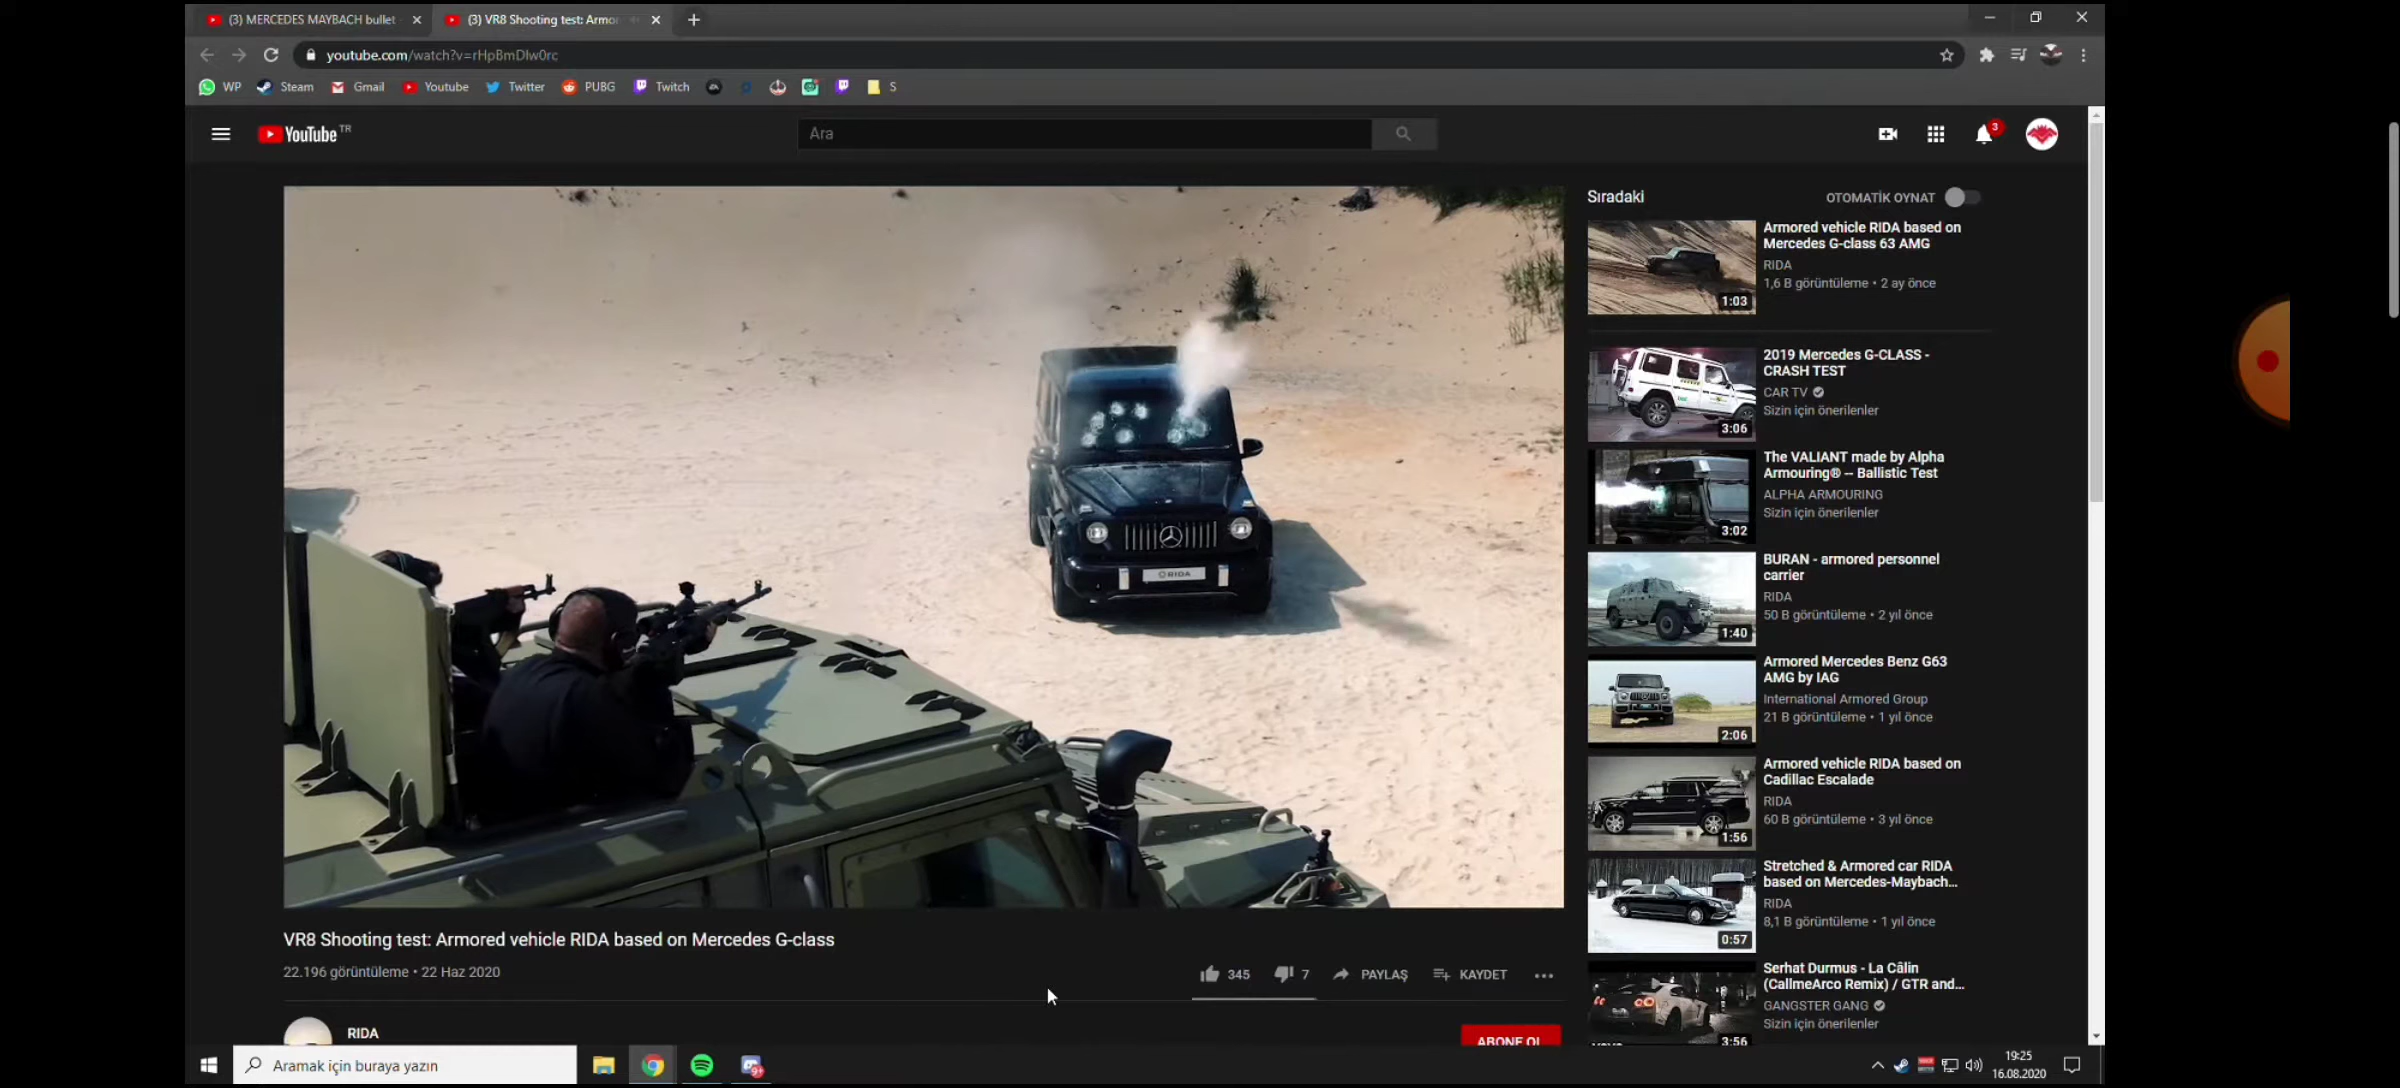 (3) MERCEDES MAYBACH bullet
(3) VR8 Shooting test: Armo
youtube.com/watch?v=rHpBmDlw0rc
WP Steam Gmail Youtube Twitter PUBG Twitch S
YouTube TR
Ara
3
RIDA
VR8 Shooting test: Armored vehicle RIDA based on Mercedes G-class
22.196 görüntüleme • 22 Haz 2020
345 7 PAYLAŞ KAYDET
RIDA
ABONE OL
Sıradaki
OTOMATİK OYNAT
Armored vehicle RIDA based on
Mercedes G-class 63 AMG
RIDA
1,6 B görüntüleme • 2 ay önce
1:03
2019 Mercedes G-CLASS -
CRASH TEST
CAR TV
Sizin için önerilenler
3:06
The VALIANT made by Alpha
Armouring® -- Ballistic Test
ALPHA ARMOURING
Sizin için önerilenler
3:02
BURAN - armored personnel
carrier
RIDA
50 B görüntüleme • 2 yıl önce
1:40
Armored Mercedes Benz G63
AMG by IAG
International Armored Group
21 B görüntüleme • 1 yıl önce
2:06
Armored vehicle RIDA based on
Cadillac Escalade
RIDA
60 B görüntüleme • 3 yıl önce
1:56
Stretched & Armored car RIDA
based on Mercedes-Maybach...
RIDA
8,1 B görüntüleme • 1 yıl önce
0:57
Serhat Durmus - La Câlin
(CallmeArco Remix) / GTR and...
GANGSTER GANG
Sizin için önerilenler
3:56
Aramak için buraya yazın
9+
19:25
16.08.2020